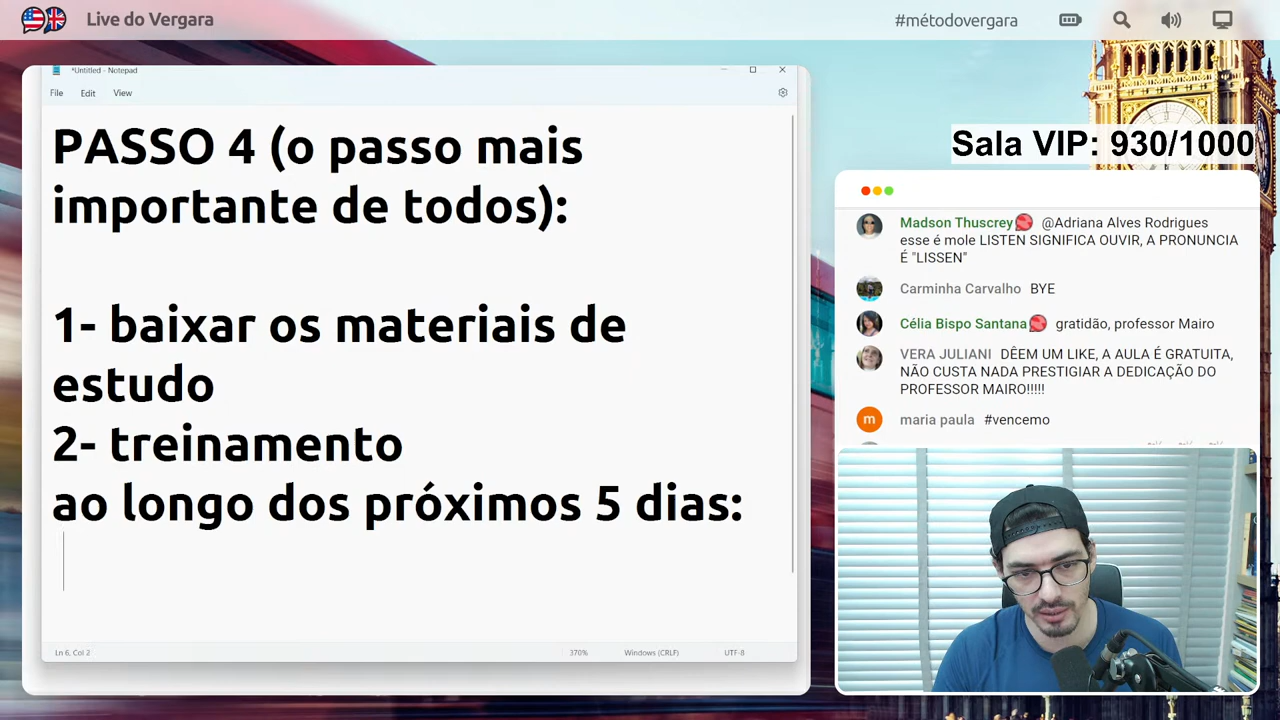 Live do Vergara
#métodovergara
*Untitled - Notepad
File Edit View
PASSO 4 (o passo mais
importante de todos):
1- baixar os materiais de
estudo
2- treinamento
ao longo dos próximos 5 dias:
Ln 6, Col 2
370%
Windows (CRLF)
UTF-8
Sala VIP: 930/1000
Madson Thuscrey @Adriana Alves Rodrigues
esse é mole LISTEN SIGNIFICA OUVIR, A PRONUNCIA
É "LISSEN"
Carminha Carvalho BYE
Célia Bispo Santana gratidão, professor Mairo
VERA JULIANI DÊEM UM LIKE, A AULA É GRATUITA,
NÃO CUSTA NADA PRESTIGIAR A DEDICAÇÃO DO
PROFESSOR MAIRO!!!!!
m
maria paula #vencemo